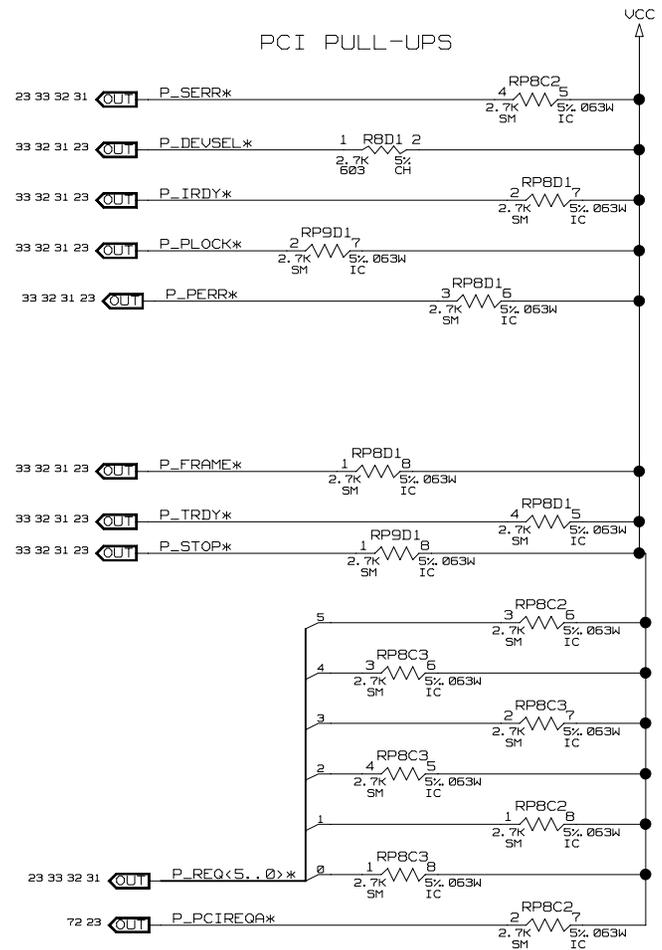 VCC
PCI PULL-UPS
23 33 32 31 OUT P_SERR* 4 RP8C2 5
2.7K 5%.063W
SM IC
33 32 31 23 OUT P_DEVSEL* 1 R8D1 2
2.7K 5%
603 CH
33 32 31 23 OUT P_IRDY* 2 RP8D1 7
2.7K 5%.063W
SM IC
33 32 31 23 OUT P_PLOCK* 2 RP9D1 7
2.7K 5%.063W
SM IC
33 32 31 23 OUT P_PERR* 3 RP8D1 6
2.7K 5%.063W
SM IC
33 32 31 23 OUT P_FRAME* 1 RP8D1 8
2.7K 5%.063W
SM IC
33 32 31 23 OUT P_TRDY* 4 RP8D1 5
2.7K 5%.063W
SM IC
33 32 31 23 OUT P_STOP* 1 RP9D1 8
2.7K 5%.063W
SM IC
5 3 RP8C2 6
2.7K 5%.063W
SM IC
4 3 RP8C3 6
2.7K 5%.063W
SM IC
3 2 RP8C3 7
2.7K 5%.063W
SM IC
2 4 RP8C3 5
2.7K 5%.063W
SM IC
1 1 RP8C2 8
2.7K 5%.063W
SM IC
23 33 32 31 OUT P_REQ<5..0>* 0 1 RP8C3 8
2.7K 5%.063W
SM IC
72 23 OUT P_PCIREQA* 2 RP8C2 7
2.7K 5%.063W
SM IC